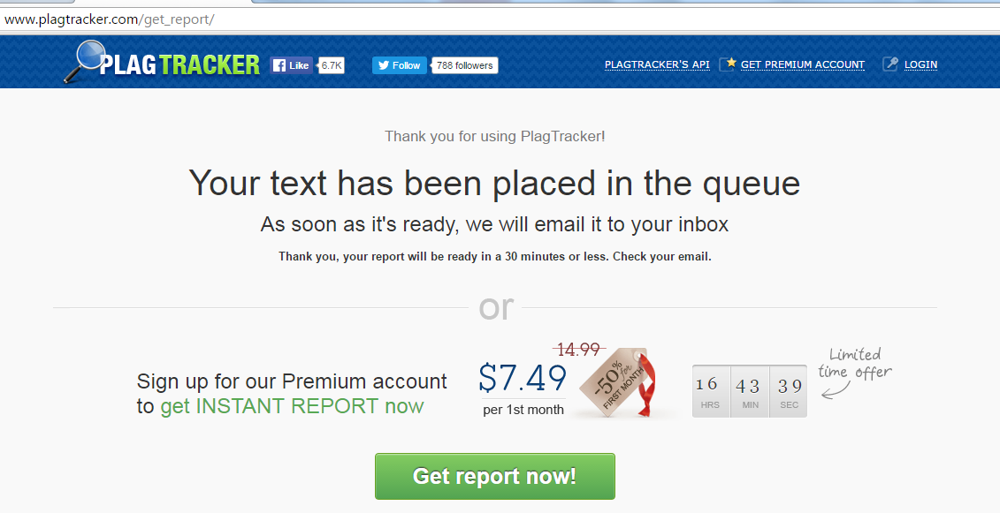 www.plagtracker.com/get_report/
PLAGTRACKER
Like
6.7K
Follow
788 followers
PLAGTRACKER'S API
GET PREMIUM ACCOUNT
LOGIN
Thank you for using PlagTracker!
Your text has been placed in the queue
As soon as it's ready, we will email it to your inbox
Thank you, your report will be ready in a 30 minutes or less. Check your email.
or
Sign up for our Premium account
to get INSTANT REPORT now
14.99
$7.49
per 1st month
-50% for
FIRST MONTH
16 43 39
HRS MIN SEC
Limited
time offer
Get report now!